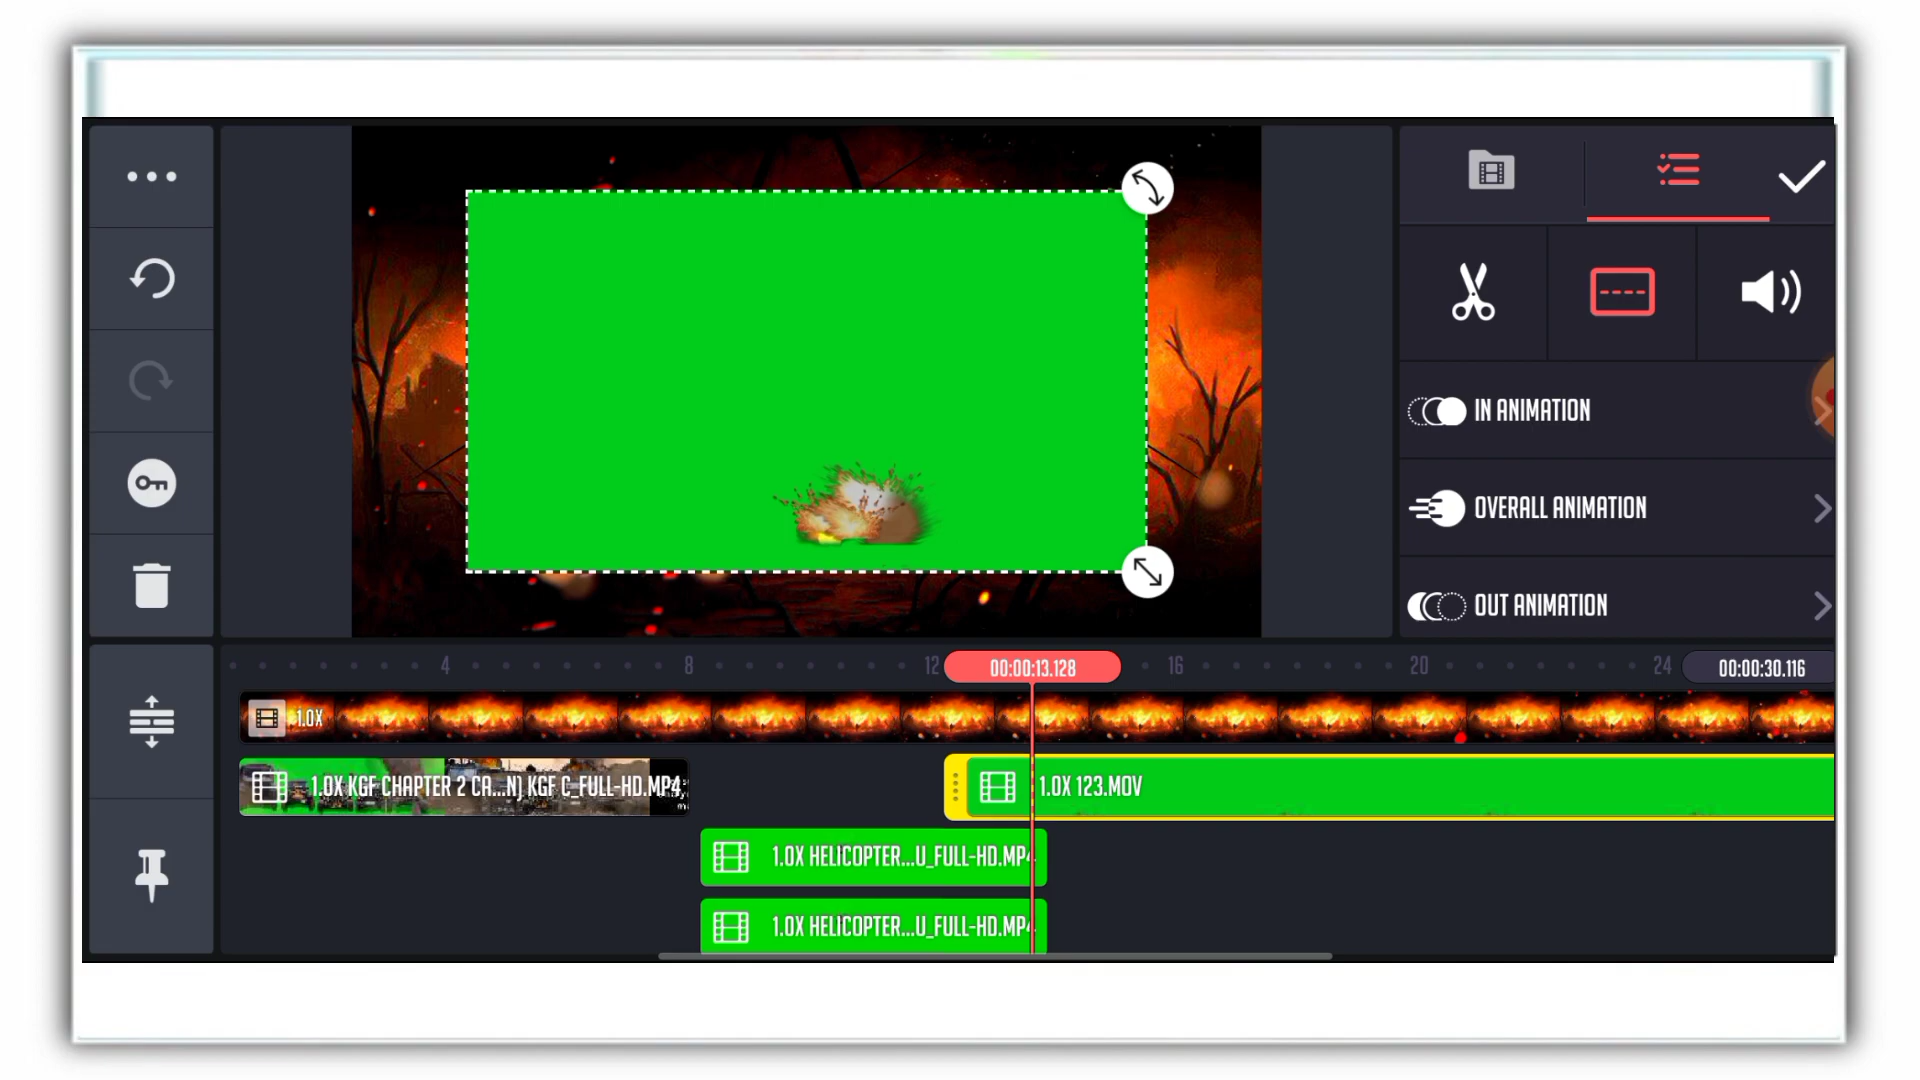 IN ANIMATION
OVERALL ANIMATION
OUT ANIMATION
4
8
12
00:00:13.128
16
20
24
00:00:30.116
1.0X
1.0X KGF CHAPTER 2 CA...N) KGF C_FULL-HD.MP4
1.0X 123.MOV
1.0X HELICOPTER...U_FULL-HD.MP4
1.0X HELICOPTER...U_FULL-HD.MP4